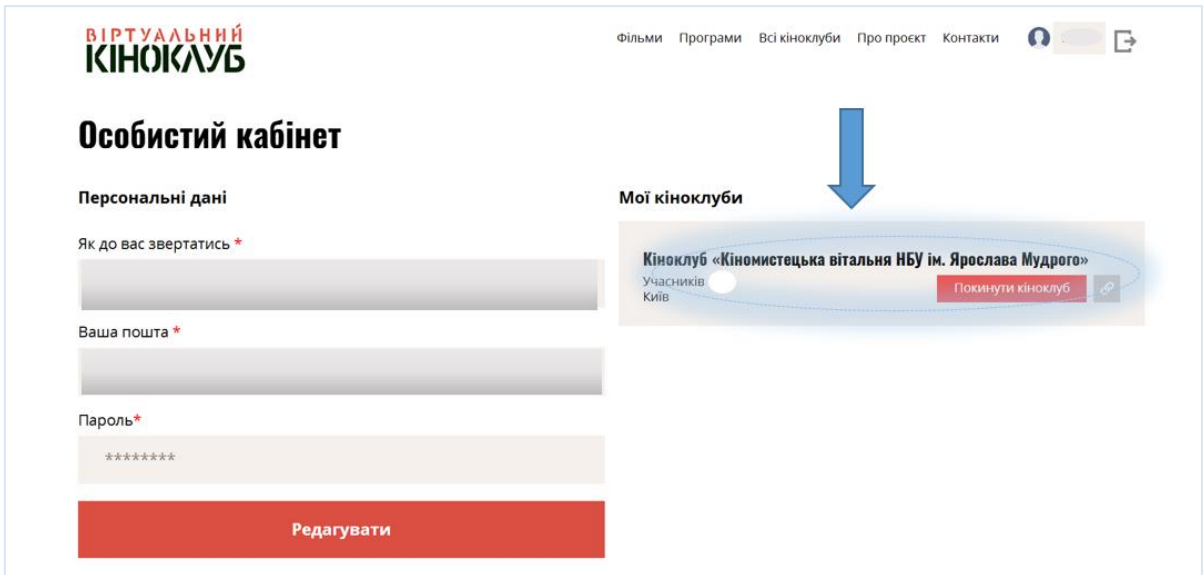 ВІРТУАЛЬНИЙ
КІНОКЛУБ
Фільми Програми Всі кіноклуби Про проєкт Контакти
Особистий кабінет
Персональні дані
Як до вас звертатись *
Ваша пошта *
Пароль*
********
Редагувати
Мої кіноклуби
Кіноклуб «Кіномистецька вітальня НБУ ім. Ярослава Мудрого»
Учасників
Київ
Покинути кіноклуб